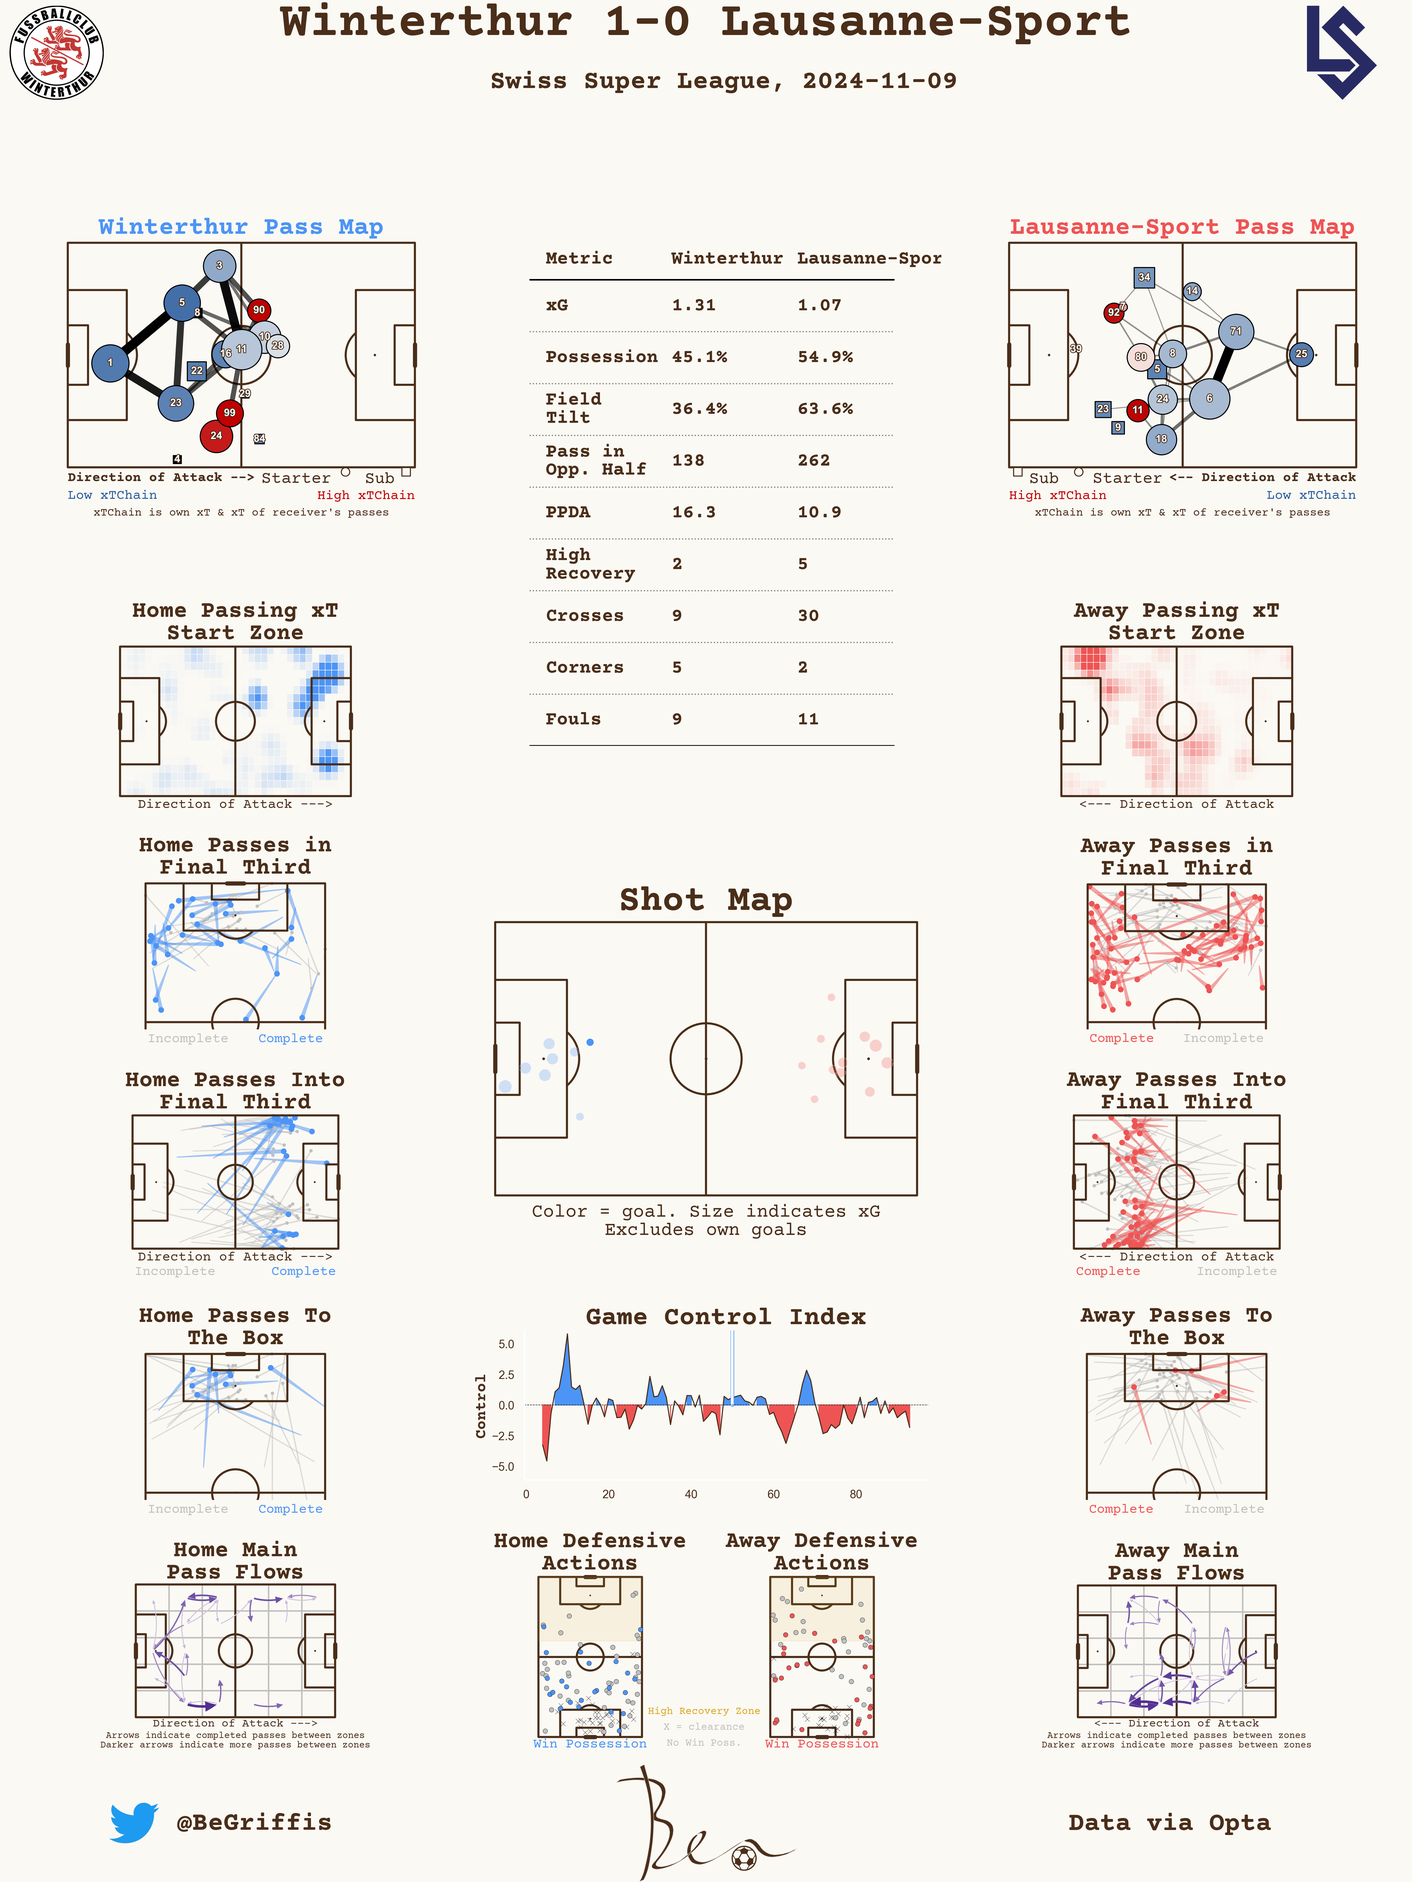 FUSSBALLCLUB
WINTERTHUR
Winterthur 1-0 Lausanne-Sport
LS
Swiss Super League, 2024-11-09
Winterthur Pass Map
3
5
8
90
10
28
1
16
11
22
23
29
99
24
84
4
Direction of Attack --> Starter Sub
Low xTChain High xTChain
xTChain is own xT & xT of receiver's passes
Metric Winterthur Lausanne-Spor
xG 1.31 1.07
Possession 45.1% 54.9%
Field
Tilt 36.4% 63.6%
Pass in
Opp. Half 138 262
PPDA 16.3 10.9
High
Recovery 2 5
Crosses 9 30
Corners 5 2
Fouls 9 11
Lausanne-Sport Pass Map
34
14
92
7
71
39
80
8
25
5
24
6
23
11
9
18
Sub Starter <-- Direction of Attack
High xTChain Low xTChain
xTChain is own xT & xT of receiver's passes
Home Passing xT
Start Zone
Direction of Attack --->
Away Passing xT
Start Zone
<--- Direction of Attack
Home Passes in
Final Third
Incomplete Complete
Away Passes in
Final Third
Complete Incomplete
Shot Map
Color = goal. Size indicates xG
Excludes own goals
Home Passes Into
Final Third
Direction of Attack --->
Incomplete Complete
Away Passes Into
Final Third
<--- Direction of Attack
Complete Incomplete
Home Passes To
The Box
Incomplete Complete
Game Control Index
Control
5.0
2.5
0.0
−2.5
−5.0
0 20 40 60 80
Away Passes To
The Box
Complete Incomplete
Home Main
Pass Flows
Direction of Attack --->
Arrows indicate completed passes between zones
Darker arrows indicate more passes between zones
Home Defensive
Actions
Win Possession
High Recovery Zone
X = clearance
No Win Poss.
Away Defensive
Actions
Win Possession
Away Main
Pass Flows
<--- Direction of Attack
Arrows indicate completed passes between zones
Darker arrows indicate more passes between zones
@BeGriffis
Ben
Data via Opta